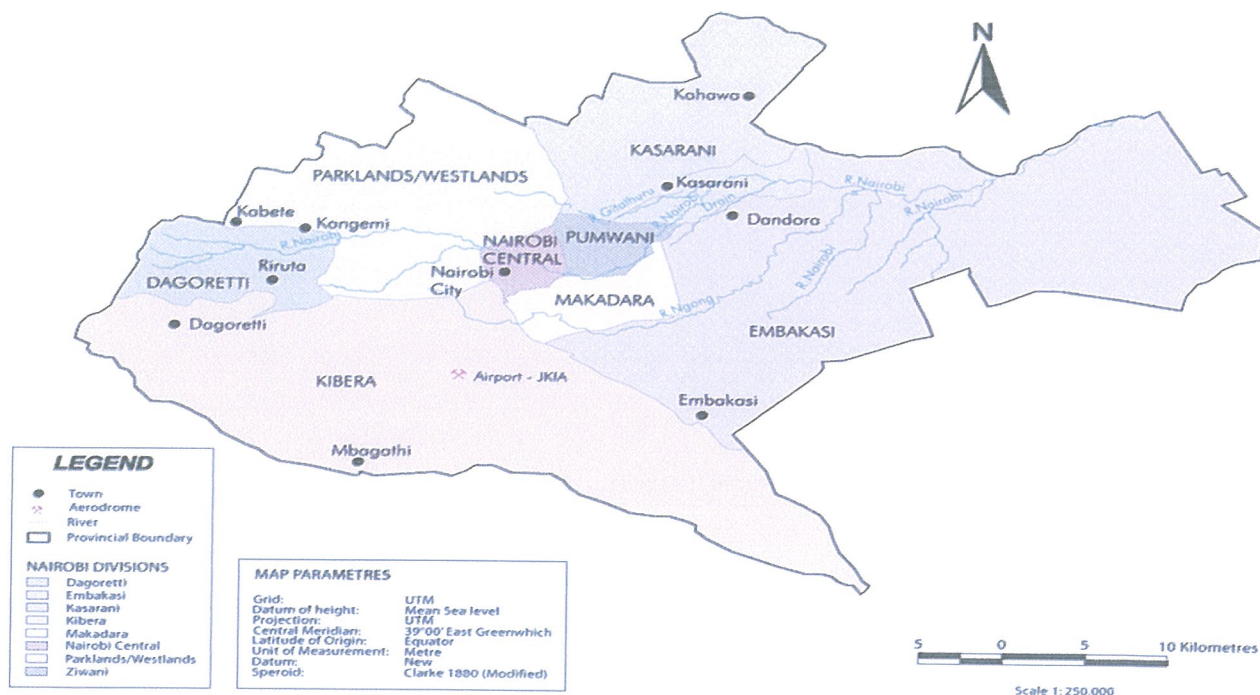 N
Kahawa
KASARANI
PARKLANDS/WESTLANDS
Kasarani
R.Nairobi
R.Gitathuru
R.Nairobi
Drain
R.Nairobi
Kabete
Kangemi
Dandora
R.Nairobi
NAIROBI
CENTRAL
PUMWANI
Riruta
DAGORETTI
Nairobi
City
R.Nairobi
MAKADARA
R.Ngong
Dagoretti
EMBAKASI
KIBERA
Airport - JKIA
Embakasi
Mbagathi
LEGEND
Town
Aerodrome
River
Provincial Boundary
NAIROBI DIVISIONS
Dagoretti
Embakasi
Kasarani
Kibera
Makadara
Nairobi Central
Parklands/Westlands
Ziwani
MAP PARAMETRES
Grid: UTM
Datum of height: Mean Sea level
Projection: UTM
Central Meridian: 39°00' East Greenwhich
Latitude of Origin: Equator
Unit of Measurement: Metre
Datum: New
Speroid: Clarke 1880 (Modified)
5 0 5 10 Kilometres
Scale 1: 250,000